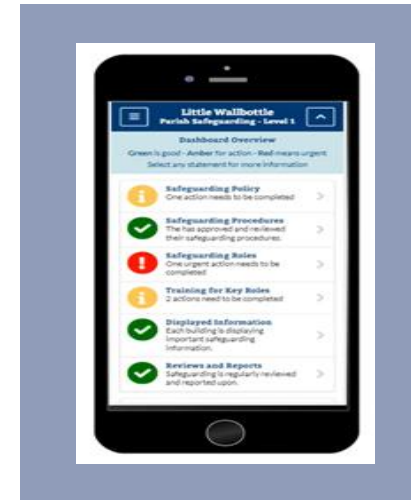 Little Wallbottle
Parish Safeguarding - Level 1
Dashboard Overview
Green is good - Amber for action - Red means urgent
Select any statement for more information
Safeguarding Policy
One action needs to be completed
Safeguarding Procedures
The has approved and reviewed
their safeguarding procedures.
Safeguarding Roles
One urgent action needs to be
completed
Training for Key Roles
2 actions need to be completed
Displayed Information
Each building is displaying
important safeguarding
information.
Reviews and Reports
Safeguarding is regularly reviewed
and reported upon.